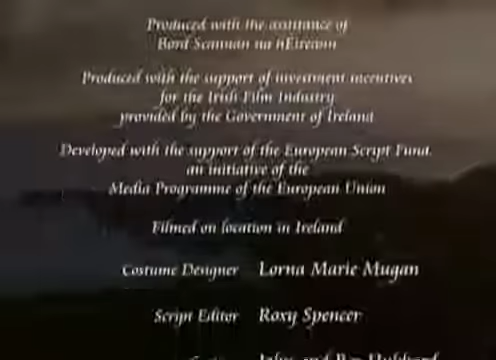 Produced with the assistance of
Bord Scannán na hÉireann
Produced with the support of investment incentives
for the Irish Film Industry
provided by the Government of Ireland
Developed with the support of the European Script Fund,
an initiative of the
Media Programme of the European Union
Filmed on location in Ireland
Costume Designer Lorna Marie Mugan
Script Editor Roxy Spencer